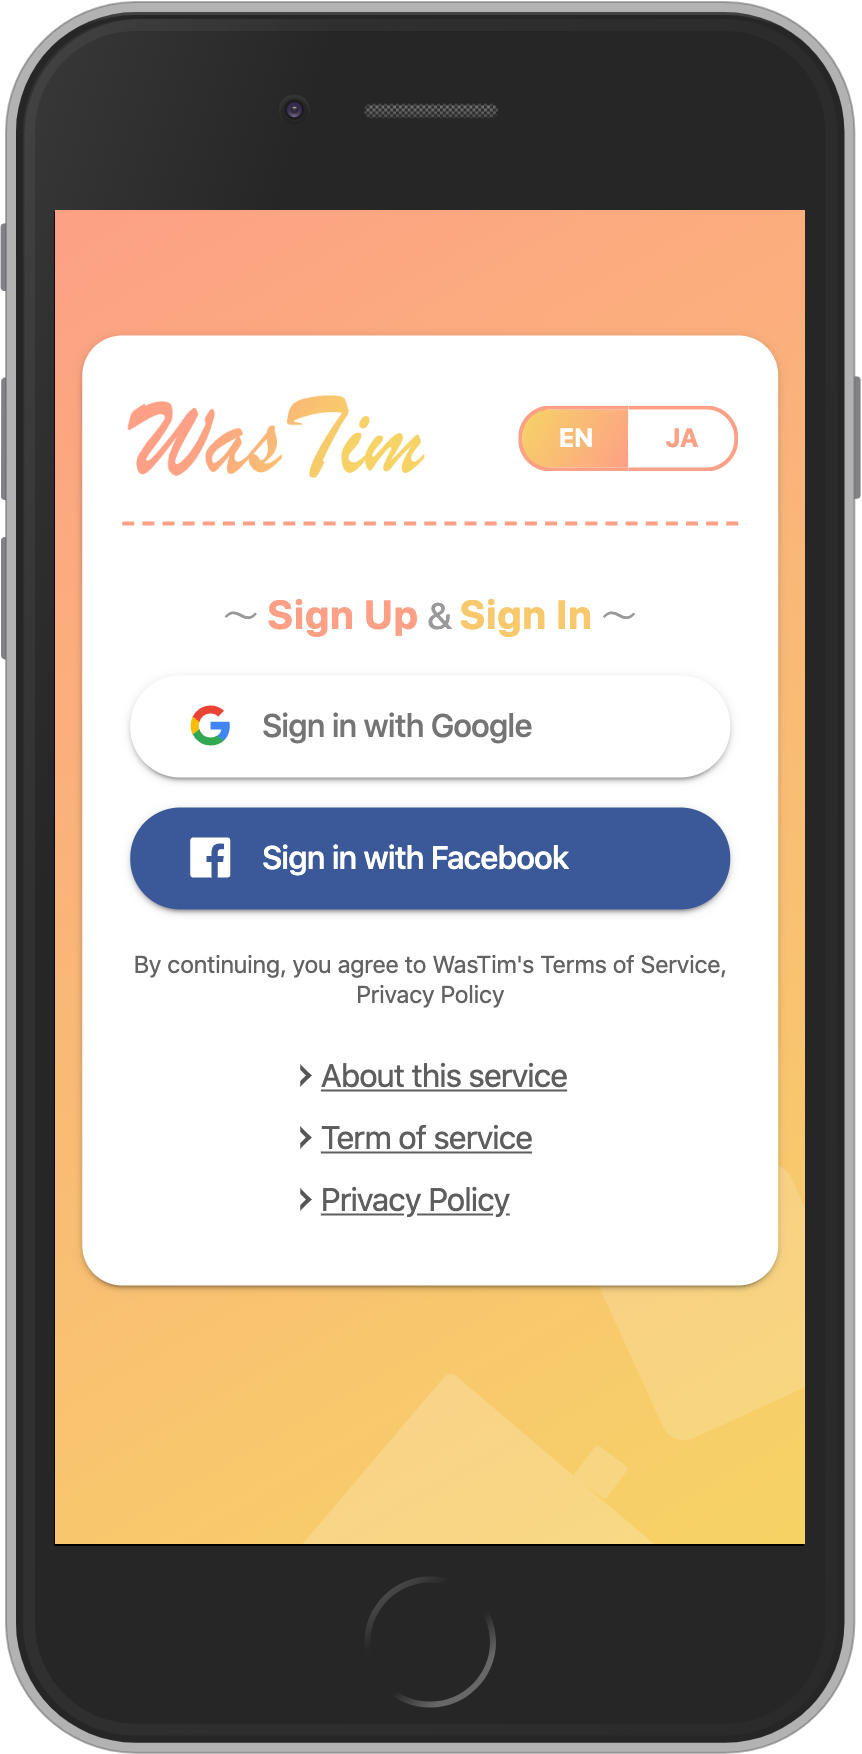 WasTim
EN JA
～ Sign Up & Sign In ～
Sign in with Google
Sign in with Facebook
By continuing, you agree to WasTim's Terms of Service,
Privacy Policy
› About this service
› Term of service
› Privacy Policy